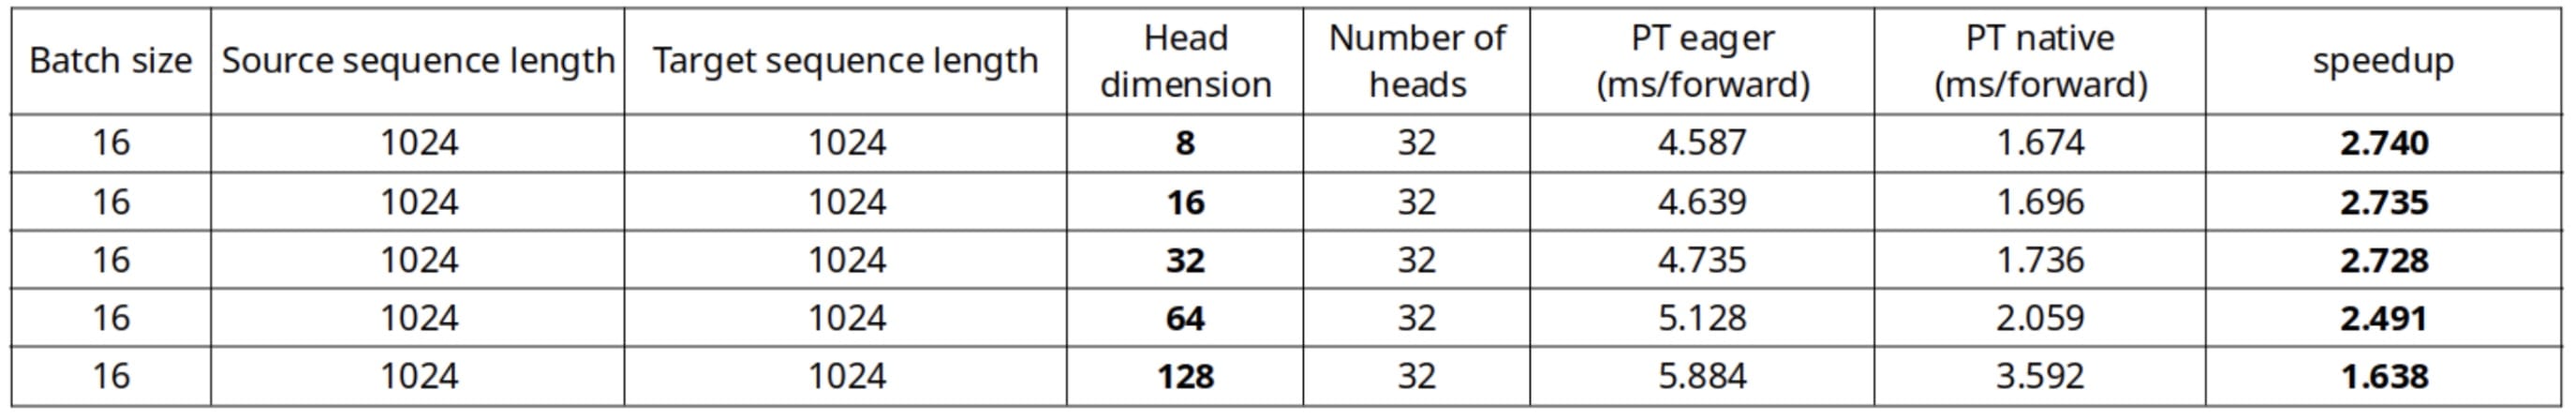 Batch size Source sequence length Target sequence length Head dimension Number of heads PT eager (ms/forward) PT native (ms/forward) speedup
16 1024 1024 8 32 4.587 1.674 2.740
16 1024 1024 16 32 4.639 1.696 2.735
16 1024 1024 32 32 4.735 1.736 2.728
16 1024 1024 64 32 5.128 2.059 2.491
16 1024 1024 128 32 5.884 3.592 1.638